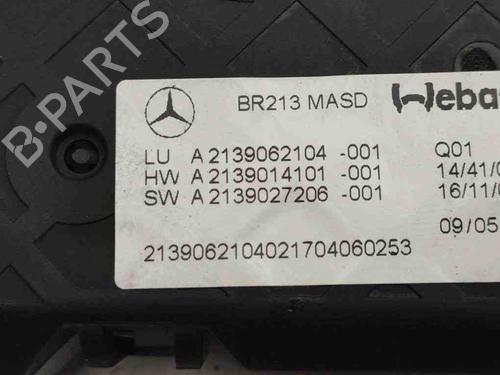 BR213 MASD
LU A 2139062104 -001 Q01
HW A 2139014101 -001 14/41/0
SW A 2139027206 -001 16/11/0
09/05
2139062104021704060253
B-PARTS